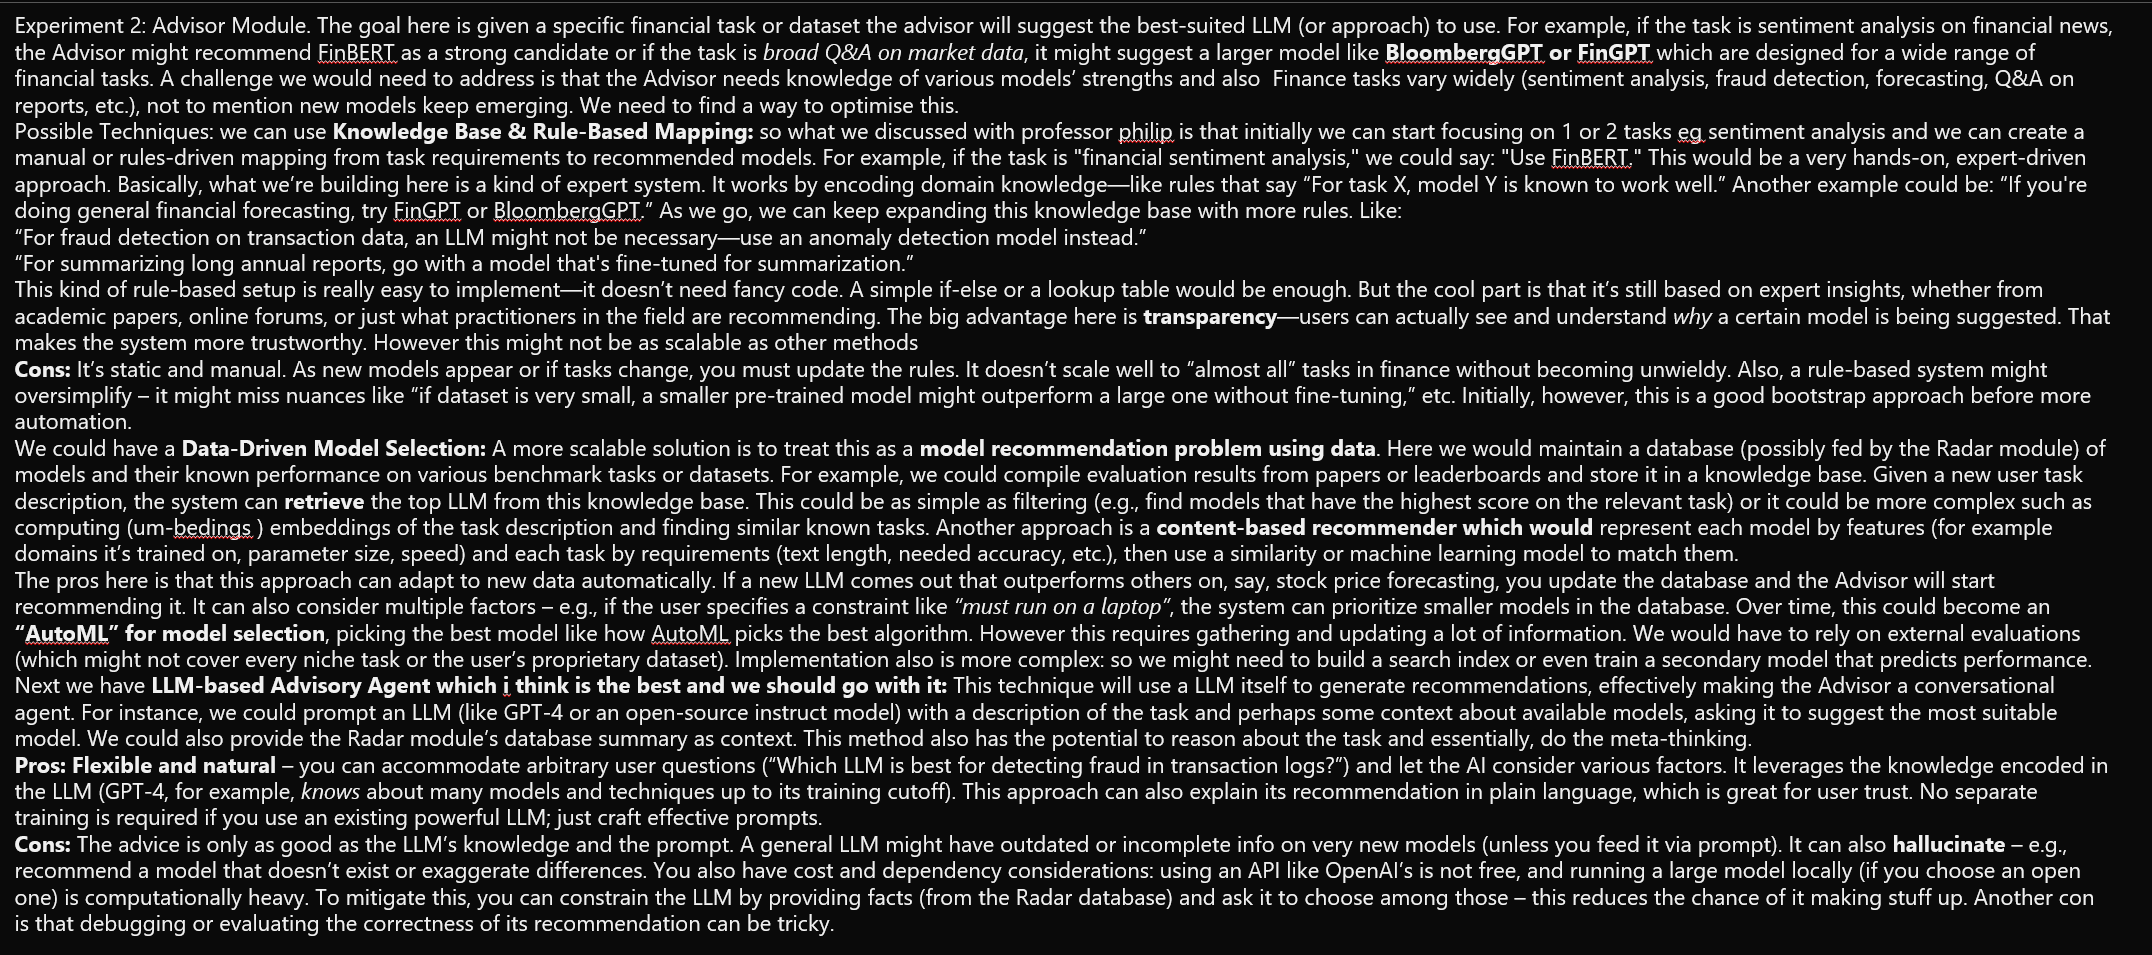 Experiment 2: Advisor Module. The goal here is given a specific financial task or dataset the advisor will suggest the best-suited LLM (or approach) to use. For example, if the task is sentiment analysis on financial news,
the Advisor might recommend FinBERT as a strong candidate or if the task is broad Q&A on market data, it might suggest a larger model like BloombergGPT or FinGPT which are designed for a wide range of
financial tasks. A challenge we would need to address is that the Advisor needs knowledge of various models’ strengths and also  Finance tasks vary widely (sentiment analysis, fraud detection, forecasting, Q&A on
reports, etc.), not to mention new models keep emerging. We need to find a way to optimise this.
Possible Techniques: we can use Knowledge Base & Rule-Based Mapping: so what we discussed with professor philip is that initially we can start focusing on 1 or 2 tasks eg sentiment analysis and we can create a
manual or rules-driven mapping from task requirements to recommended models. For example, if the task is "financial sentiment analysis," we could say: "Use FinBERT." This would be a very hands-on, expert-driven
approach. Basically, what we’re building here is a kind of expert system. It works by encoding domain knowledge—like rules that say “For task X, model Y is known to work well.” Another example could be: “If you're
doing general financial forecasting, try FinGPT or BloombergGPT.” As we go, we can keep expanding this knowledge base with more rules. Like:
“For fraud detection on transaction data, an LLM might not be necessary—use an anomaly detection model instead.”
“For summarizing long annual reports, go with a model that's fine-tuned for summarization.”
This kind of rule-based setup is really easy to implement—it doesn’t need fancy code. A simple if-else or a lookup table would be enough. But the cool part is that it’s still based on expert insights, whether from
academic papers, online forums, or just what practitioners in the field are recommending. The big advantage here is transparency—users can actually see and understand why a certain model is being suggested. That
makes the system more trustworthy. However this might not be as scalable as other methods
Cons: It’s static and manual. As new models appear or if tasks change, you must update the rules. It doesn’t scale well to “almost all” tasks in finance without becoming unwieldy. Also, a rule-based system might
oversimplify – it might miss nuances like “if dataset is very small, a smaller pre-trained model might outperform a large one without fine-tuning,” etc. Initially, however, this is a good bootstrap approach before more
automation.
We could have a Data-Driven Model Selection: A more scalable solution is to treat this as a model recommendation problem using data. Here we would maintain a database (possibly fed by the Radar module) of
models and their known performance on various benchmark tasks or datasets. For example, we could compile evaluation results from papers or leaderboards and store it in a knowledge base. Given a new user task
description, the system can retrieve the top LLM from this knowledge base. This could be as simple as filtering (e.g., find models that have the highest score on the relevant task) or it could be more complex such as
computing (um-bedings ) embeddings of the task description and finding similar known tasks. Another approach is a content-based recommender which would represent each model by features (for example
domains it’s trained on, parameter size, speed) and each task by requirements (text length, needed accuracy, etc.), then use a similarity or machine learning model to match them.
The pros here is that this approach can adapt to new data automatically. If a new LLM comes out that outperforms others on, say, stock price forecasting, you update the database and the Advisor will start
recommending it. It can also consider multiple factors – e.g., if the user specifies a constraint like “must run on a laptop”, the system can prioritize smaller models in the database. Over time, this could become an
“AutoML” for model selection, picking the best model like how AutoML picks the best algorithm. However this requires gathering and updating a lot of information. We would have to rely on external evaluations
(which might not cover every niche task or the user’s proprietary dataset). Implementation also is more complex: so we might need to build a search index or even train a secondary model that predicts performance.
Next we have LLM-based Advisory Agent which i think is the best and we should go with it: This technique will use a LLM itself to generate recommendations, effectively making the Advisor a conversational
agent. For instance, we could prompt an LLM (like GPT-4 or an open-source instruct model) with a description of the task and perhaps some context about available models, asking it to suggest the most suitable
model. We could also provide the Radar module’s database summary as context. This method also has the potential to reason about the task and essentially, do the meta-thinking.
Pros: Flexible and natural – you can accommodate arbitrary user questions (“Which LLM is best for detecting fraud in transaction logs?”) and let the AI consider various factors. It leverages the knowledge encoded in
the LLM (GPT-4, for example, knows about many models and techniques up to its training cutoff). This approach can also explain its recommendation in plain language, which is great for user trust. No separate
training is required if you use an existing powerful LLM; just craft effective prompts.
Cons: The advice is only as good as the LLM’s knowledge and the prompt. A general LLM might have outdated or incomplete info on very new models (unless you feed it via prompt). It can also hallucinate – e.g.,
recommend a model that doesn’t exist or exaggerate differences. You also have cost and dependency considerations: using an API like OpenAI’s is not free, and running a large model locally (if you choose an open
one) is computationally heavy. To mitigate this, you can constrain the LLM by providing facts (from the Radar database) and ask it to choose among those – this reduces the chance of it making stuff up. Another con
is that debugging or evaluating the correctness of its recommendation can be tricky.